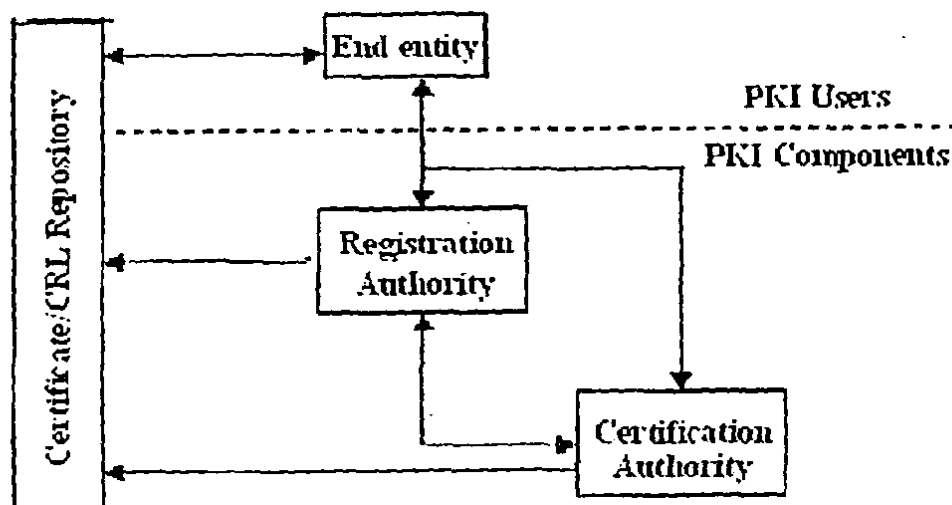 End entity
PKI Users
PKI Components
Certificate/CRL Repository
Registration
Authority
Certification
Authority